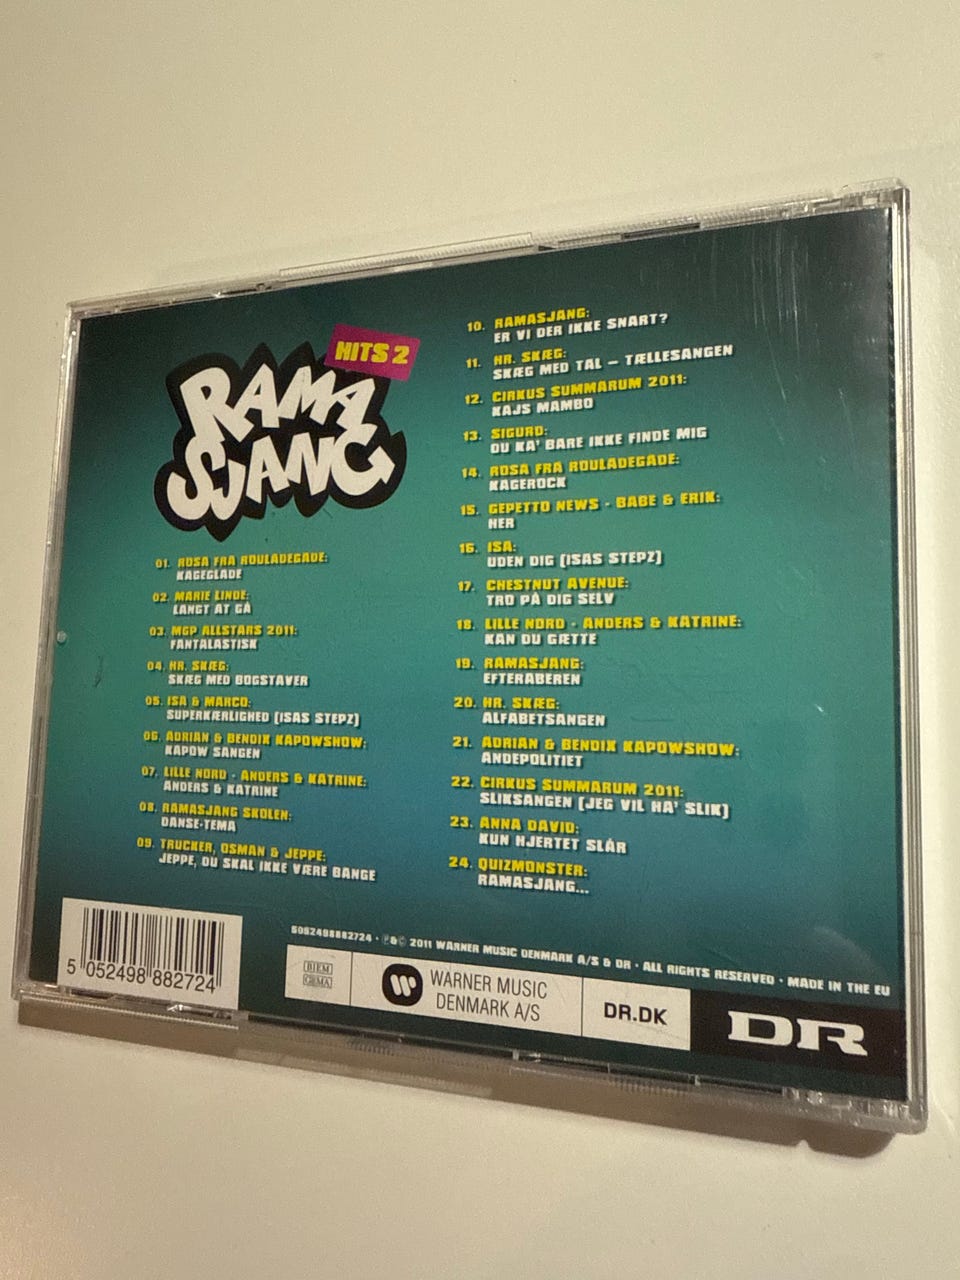 HITS 2
RAMA
SJANG
01. ROSA FRA ROULADEGADE:
KAGEGLADE
02. MARIE LINDE:
LANGT AT GÅ
03. MGP ALLSTARS 2011:
FANTALASTISK
04. HR. SKÆG:
SKÆG MED BOGSTAVER
05. ISA & MARCO:
SUPERKÆRLIGHED (ISAS STEPZ)
06. ADRIAN & BENDIX KAPOWSHOW:
KAPOW SANGEN
07. LILLE NORD - ANDERS & KATRINE:
ANDERS & KATRINE
08. RAMASJANG SKOLEN:
DANSE-TEMA
09. TRUCKER, OSMAN & JEPPE:
JEPPE, DU SKAL IKKE VÆRE BANGE
10. RAMASJANG:
ER VI DER IKKE SNART?
11. HR. SKÆG:
SKÆG MED TAL – TÆLLESANGEN
12. CIRKUS SUMMARUM 2011:
KAJS MAMBO
13. SIGURD:
DU KA' BARE IKKE FINDE MIG
14. ROSA FRA ROULADEGADE:
KAGEROCK
15. GEPETTO NEWS - BABE & ERIK:
HER
16. ISA:
UDEN DIG (ISAS STEPZ)
17. CHESTNUT AVENUE:
TRO PÅ DIG SELV
18. LILLE NORD - ANDERS & KATRINE:
KAN DU GÆTTE
19. RAMASJANG:
EFTERABEREN
20. HR. SKÆG:
ALFABETSANGEN
21. ADRIAN & BENDIX KAPOWSHOW:
ANDEPOLITIET
22. CIRKUS SUMMARUM 2011:
SLIKSANGEN (JEG VIL HA' SLIK)
23. ANNA DAVID:
KUN HJERTET SLÅR
24. QUIZMONSTER:
RAMASJANG...
5052498882724 · ℗&© 2011 WARNER MUSIC DENMARK A/S & DR · ALL RIGHTS RESERVED · MADE IN THE EU
5 052498 882724
BIEM
GEMA
WARNER MUSIC
DENMARK A/S
DR.DK
DR